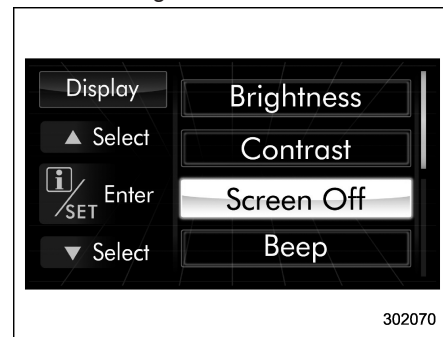 Display
▲ Select
i/SET Enter
▼ Select
Brightness
Contrast
Screen Off
Beep
302070